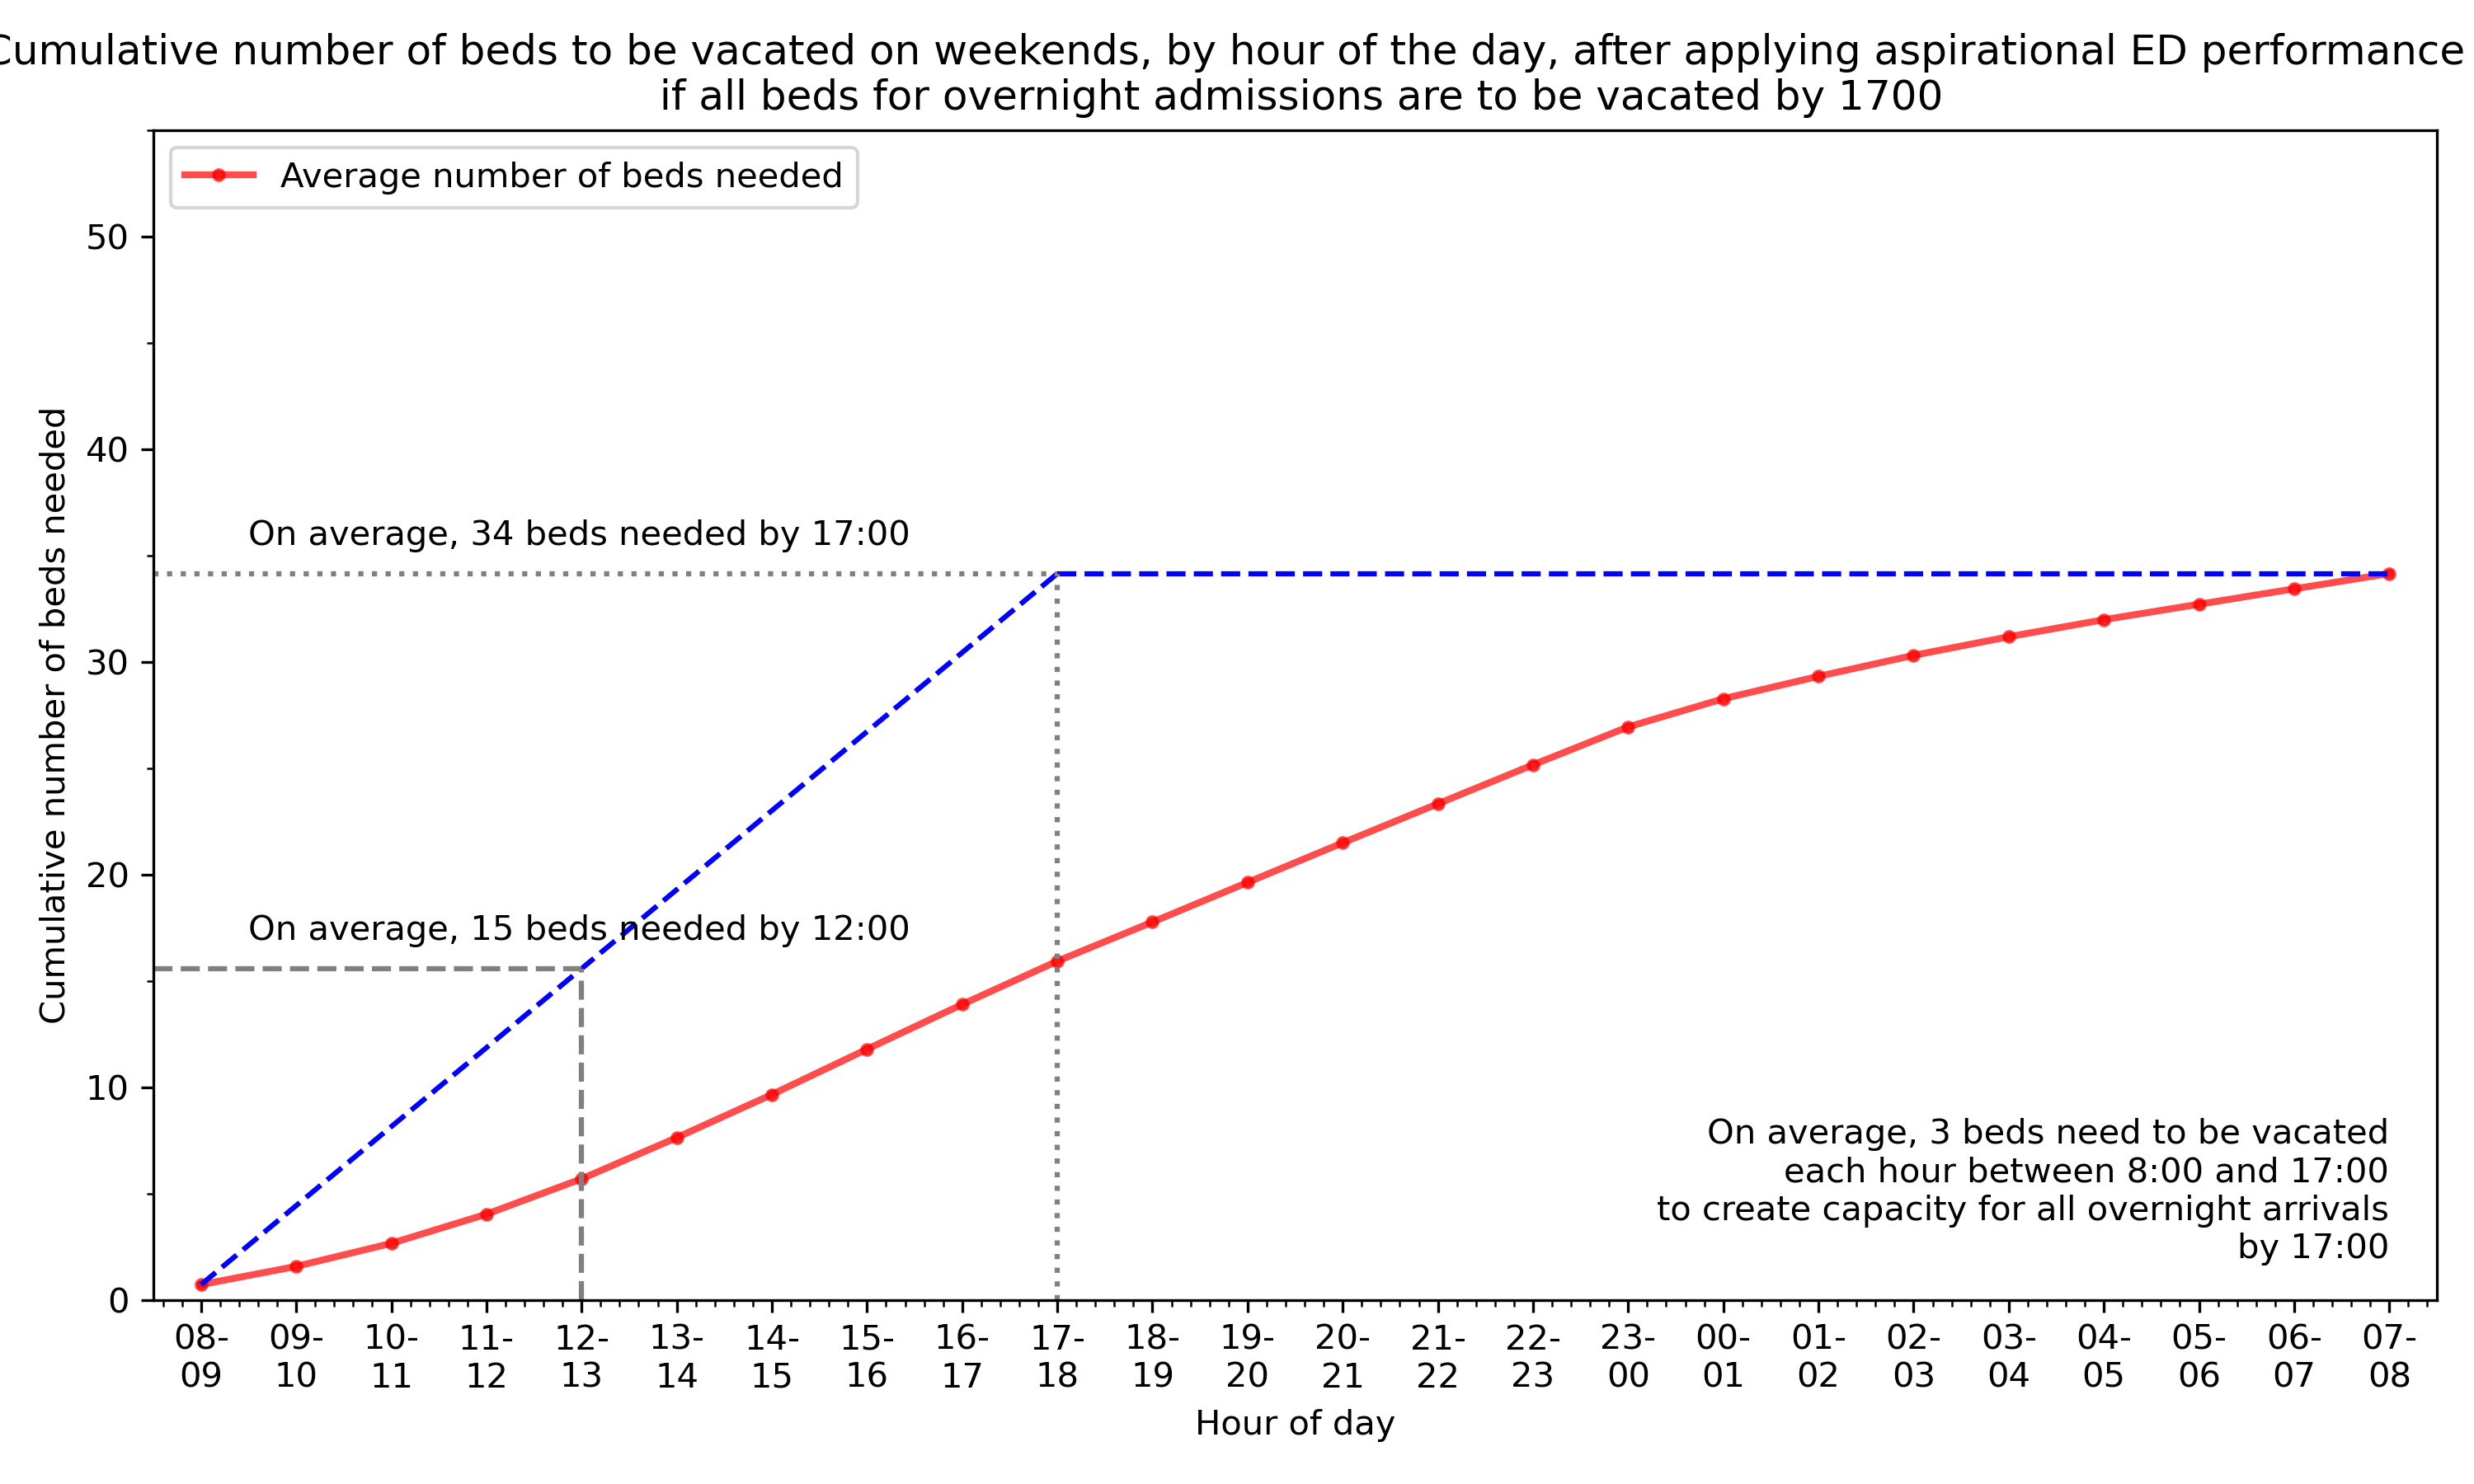 Cumulative number of beds to be vacated on weekends, by hour of the day, after applying aspirational ED performance
if all beds for overnight admissions are to be vacated by 1700
Average number of beds needed
50
40
30
20
10
0
Cumulative number of beds needed
On average, 34 beds needed by 17:00
On average, 15 beds needed by 12:00
On average, 3 beds need to be vacated
each hour between 8:00 and 17:00
to create capacity for all overnight arrivals
by 17:00
08- 09- 10- 11- 12- 13- 14- 15- 16- 17- 18- 19- 20- 21- 22- 23- 00- 01- 02- 03- 04- 05- 06- 07-
09 10 11 12 13 14 15 16 17 18 19 20 21 22 23 00 01 02 03 04 05 06 07 08
Hour of day